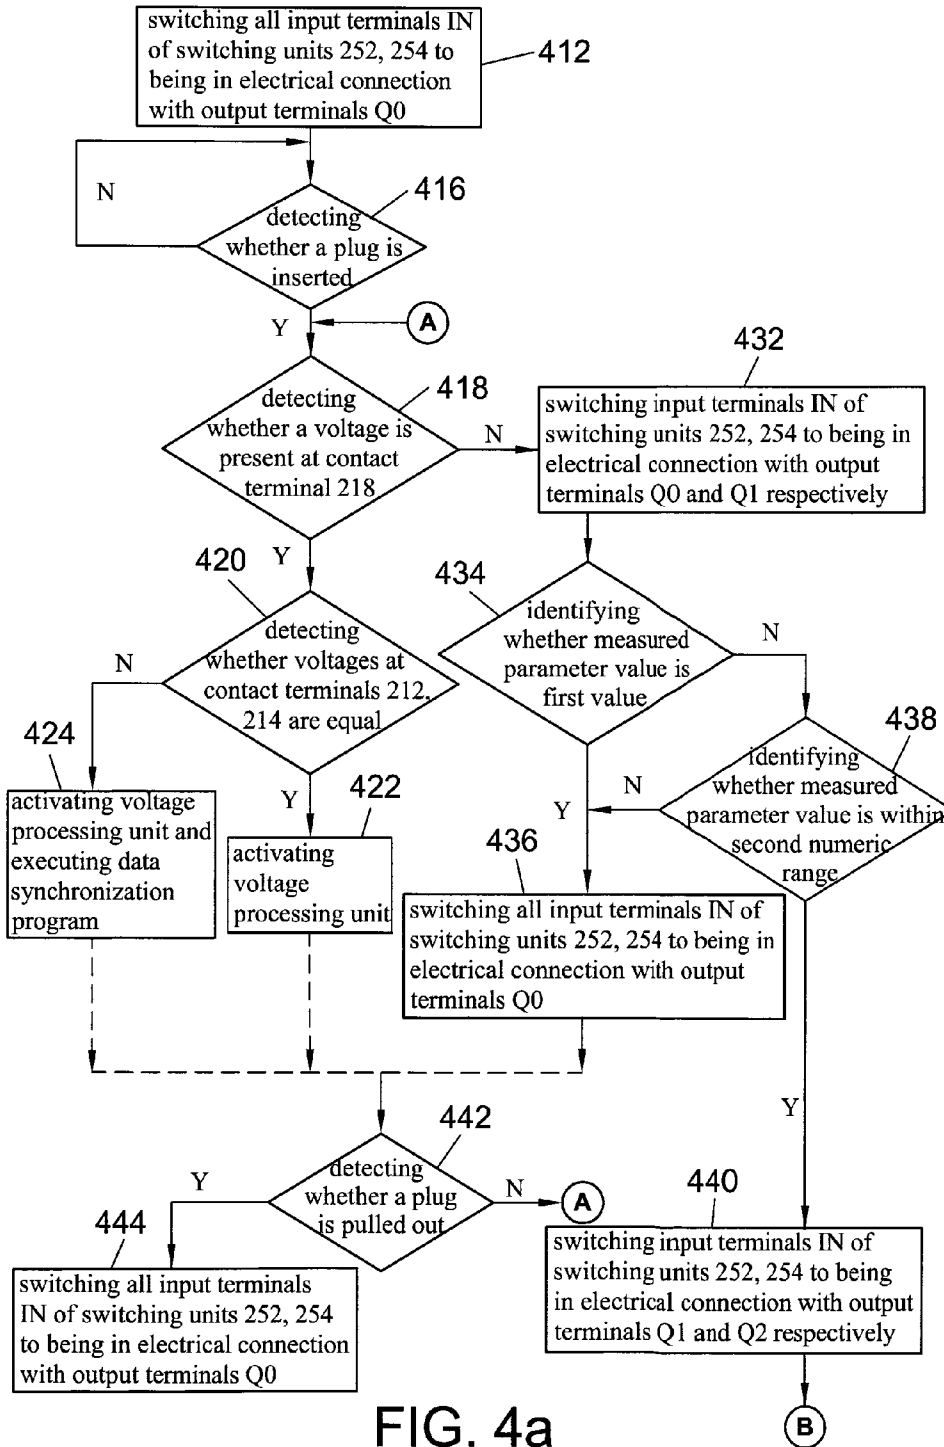 switching all input terminals IN
of switching units 252, 254 to
being in electrical connection
with output terminals Q0
412
N
416
detecting
whether a plug is
inserted
Y
A
418
detecting
whether a voltage is
present at contact
terminal 218
N
432
switching input terminals IN of
switching units 252, 254 to being in
electrical connection with output
terminals Q0 and Q1 respectively
Y
420
detecting
whether voltages at
contact terminals 212,
214 are equal
N
434
identifying
whether measured
parameter value is
first value
N
438
identifying
whether measured
parameter value is within
second numeric
range
N
Y
424
activating voltage
processing unit and
executing data
synchronization
program
Y
422
activating
voltage
processing unit
436
switching all input terminals IN of
switching units 252, 254 to being in
electrical connection with output
terminals Q0
Y
442
detecting
whether a plug
is pulled out
Y
N
A
444
switching all input terminals
IN of switching units 252, 254
to being in electrical connection
with output terminals Q0
440
switching input terminals IN of
switching units 252, 254 to being
in electrical connection with output
terminals Q1 and Q2 respectively
B
FIG. 4a